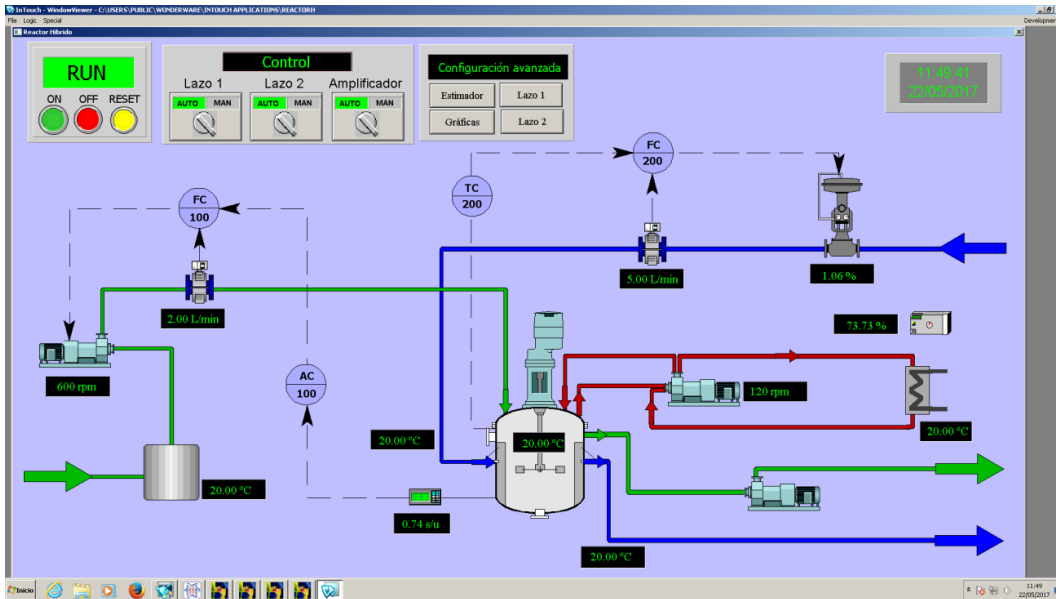 InTouch - WindowViewer - C:\USERS\PUBLIC\WONDERWARE\INTOUCH APPLICATIONS\REACTORH
File Logic Special
Development
Reactor Híbrido
RUN
ON OFF RESET
Control
Lazo 1 Lazo 2 Amplificador
AUTO MAN AUTO MAN AUTO MAN
Configuración avanzada
Estimador Lazo 1
Gráficas Lazo 2
11:49:41
22/05/2017
FC
200
TC
200
FC
100
5.00 L/min
1.06 %
2.00 L/min
73.73 %
600 rpm
AC
100
120 rpm
20.00 °C
20.00 °C
20.00 °C
20.00 °C
0.74 s/u
20.00 °C
Inicio
11:49
22/05/2017